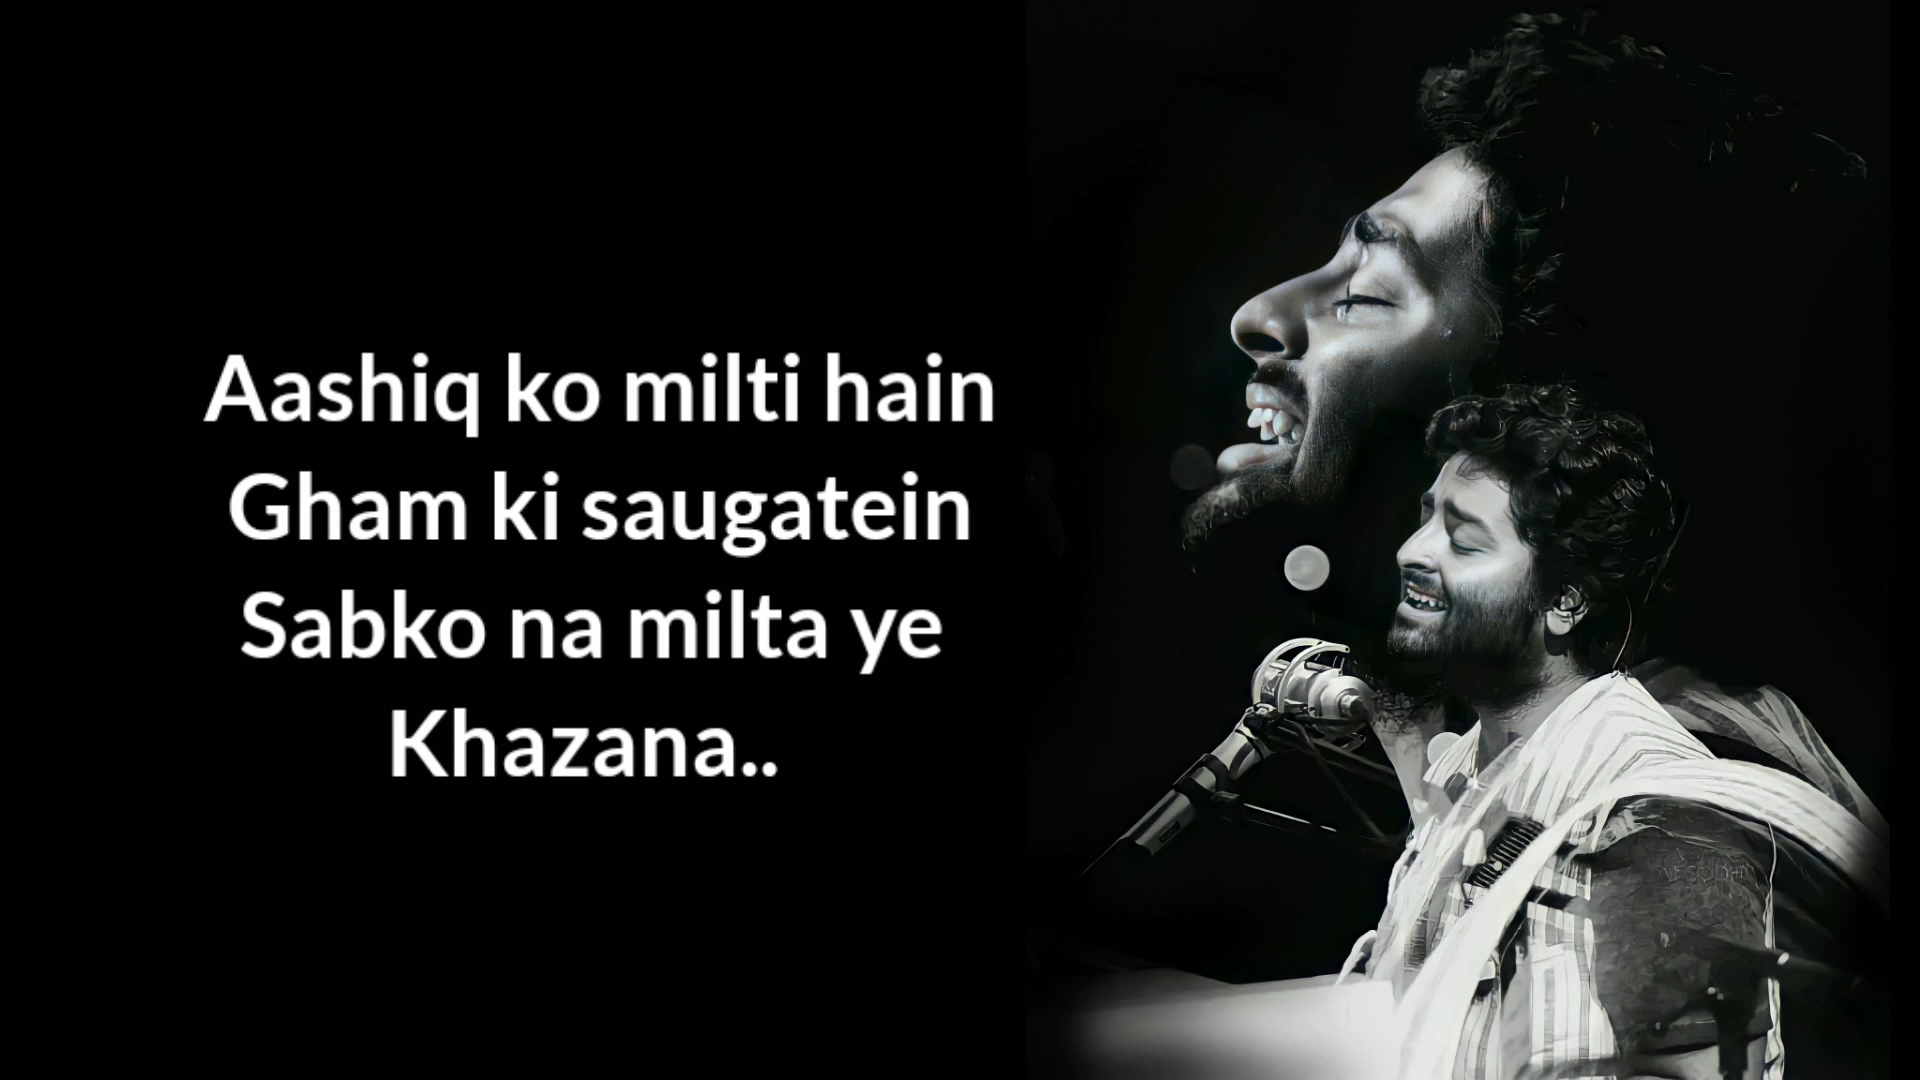 Aashiq ko milti hain
Gham ki saugatein
Sabko na milta ye
Khazana..